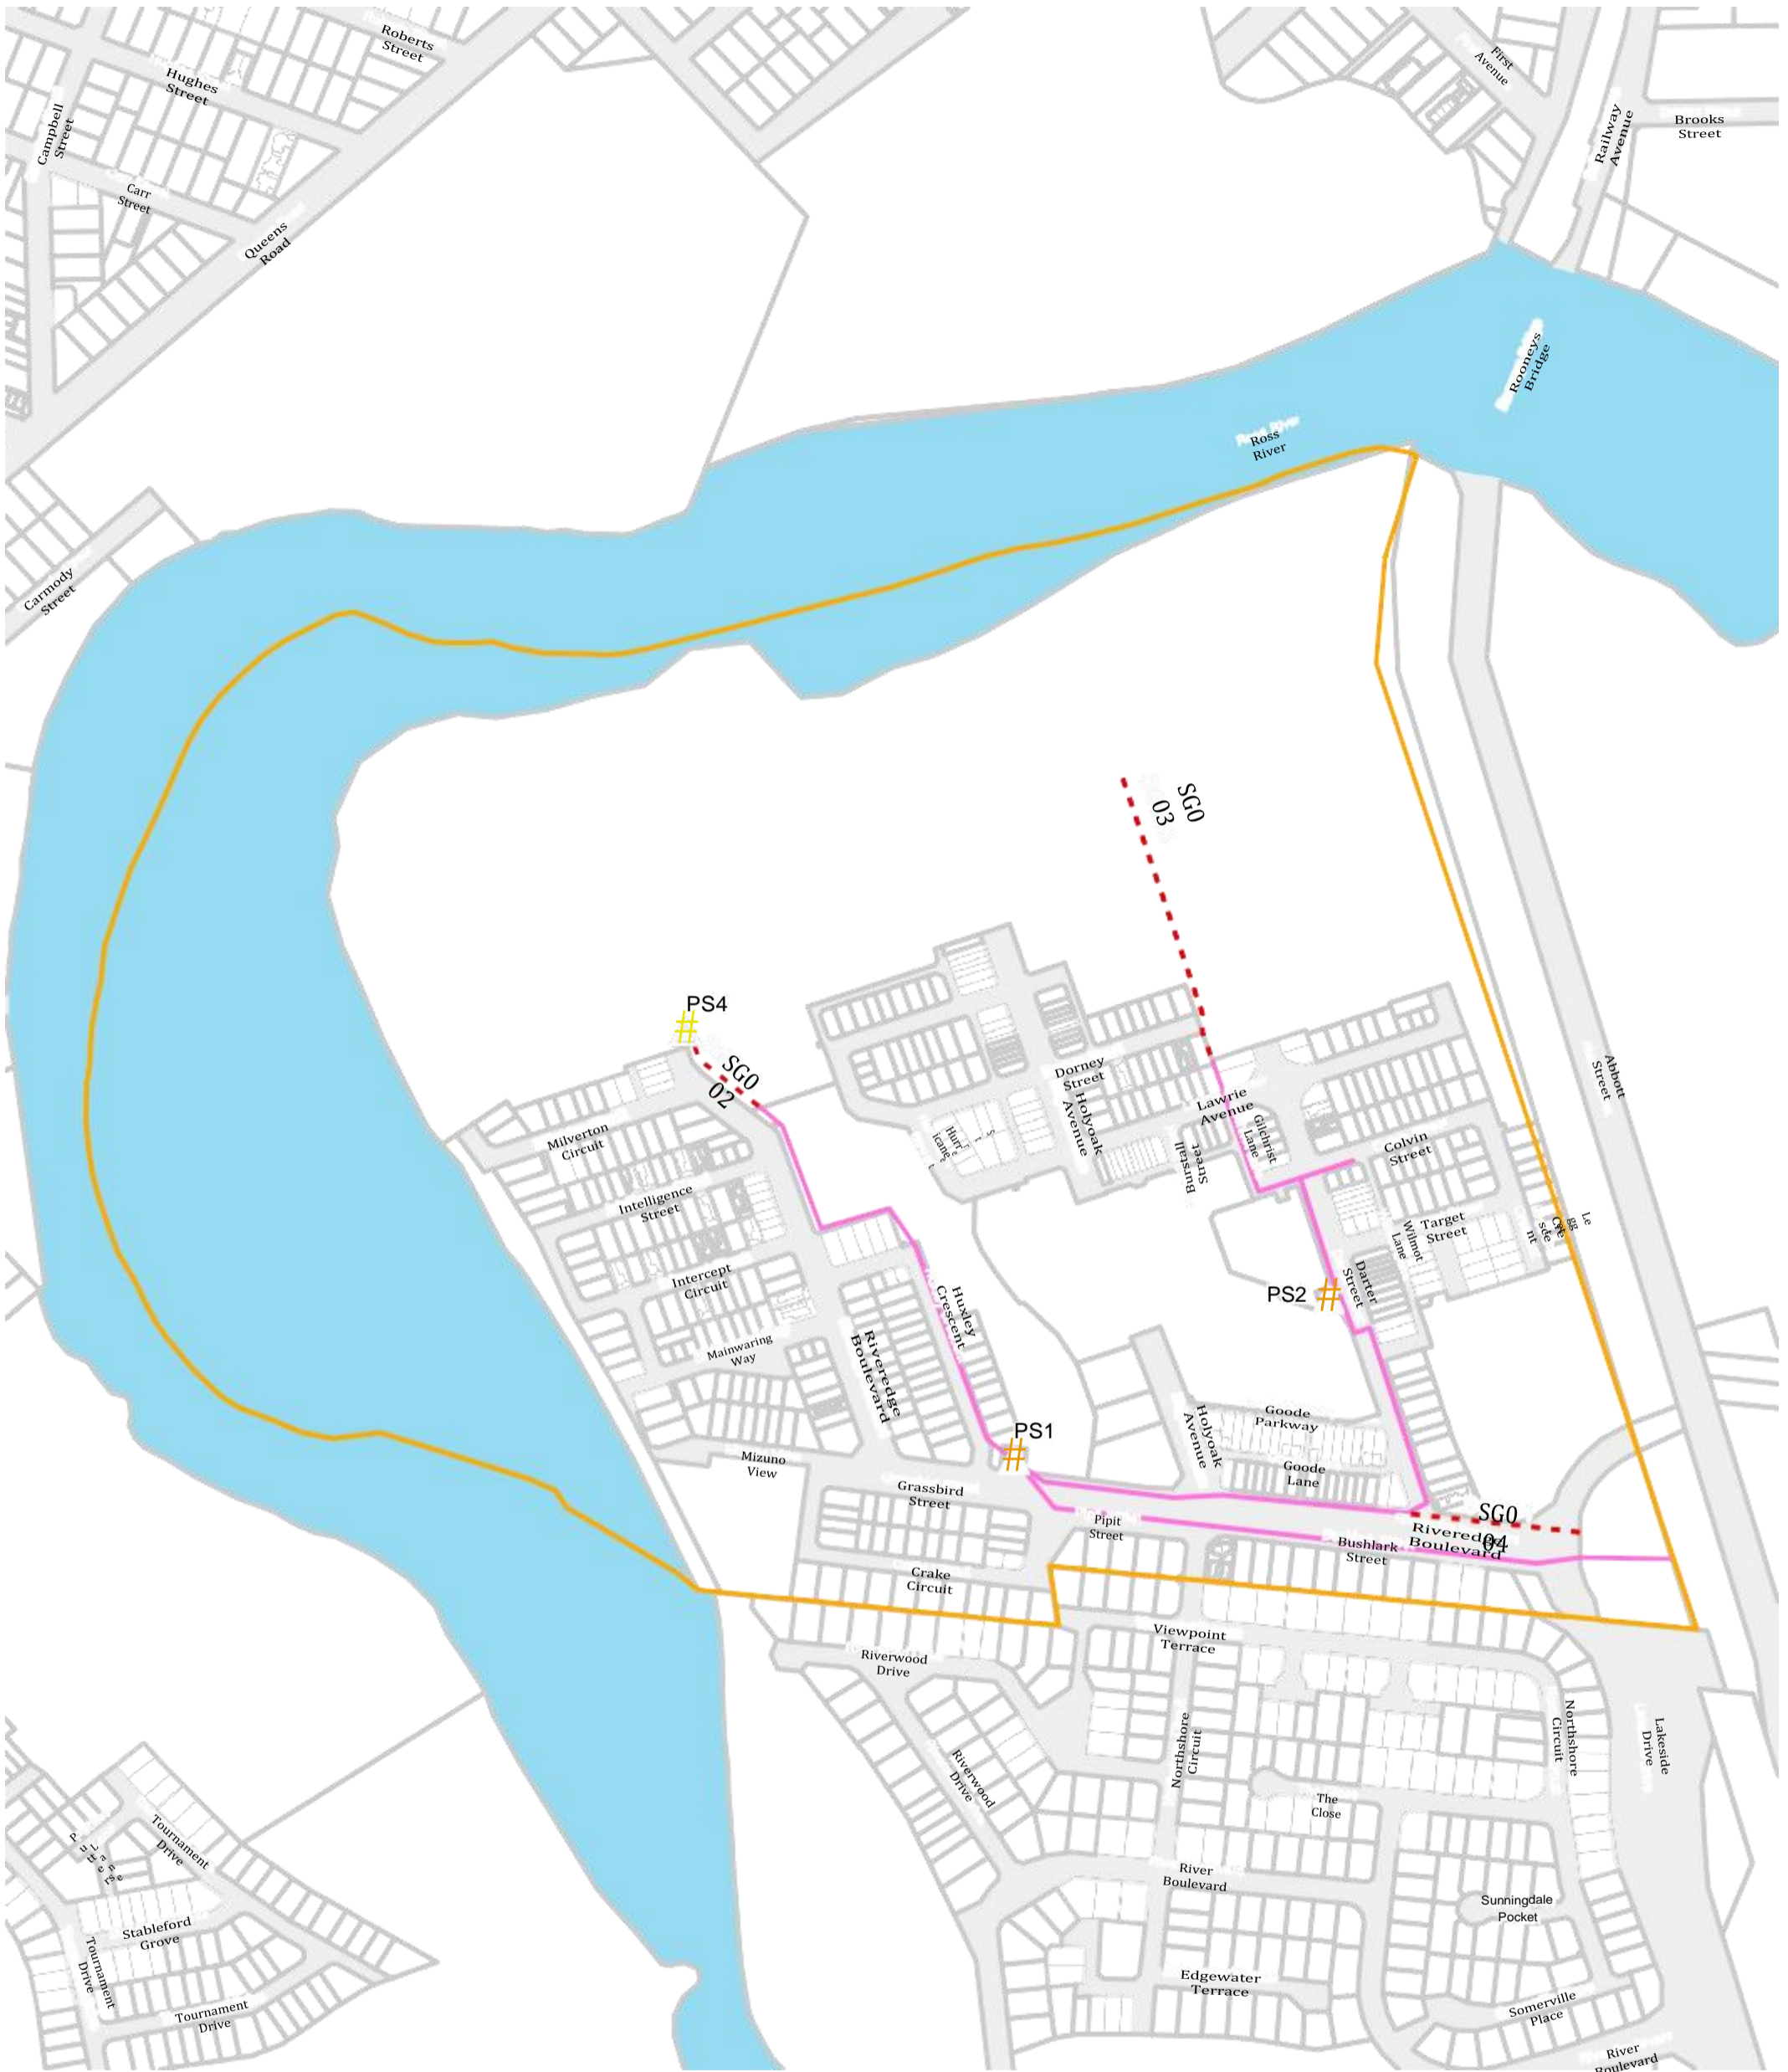 Roberts
Street
First
Avenue
Hughes
Street
Campbell
Street
Railway
Avenue
Brooks
Street
Carr
Street
Queens
Road
Rooneys
Bridge
Ross
River
Carmody
Street
SG0
03
PS4
SG0
02
Dorney
Street
Holyoak
Avenue
Lawrie
Avenue
Gilchrist
Lane
Burstall
Street
Abbott
Street
Milverton
Circuit
Colvin
Street
Intelligence
Street
Target
Street
Wilmot
Lane
Intercept
Circuit
Darter
Street
PS2
Huxley
Crescent
Mainwaring
Way
Riveredge
Boulevard
Goode
Parkway
Holyoak
Avenue
PS1
Mizuno
View
Goode
Lane
Grassbird
Street
SG0
04
Pipit
Street
Riveredge
Boulevard
Bushlark
Street
Crake
Circuit
Viewpoint
Terrace
Riverwood
Drive
Northshore
Circuit
Northshore
Circuit
Lakeside
Drive
Riverwood
Drive
The
Close
Tournament
Drive
River
Boulevard
Sunningdale
Pocket
Stableford
Grove
Tournament
Drive
Edgewater
Terrace
Somerville
Place
Tournament
Drive
River
Boulevard